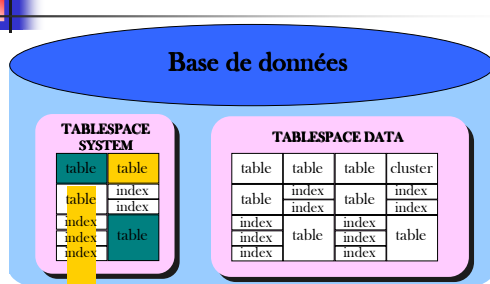 Base de données
TABLESPACE
SYSTEM
table table
table index
index
index
index table
index
TABLESPACE DATA
table table table cluster
table index table index
index index
index index
index table index table
index index